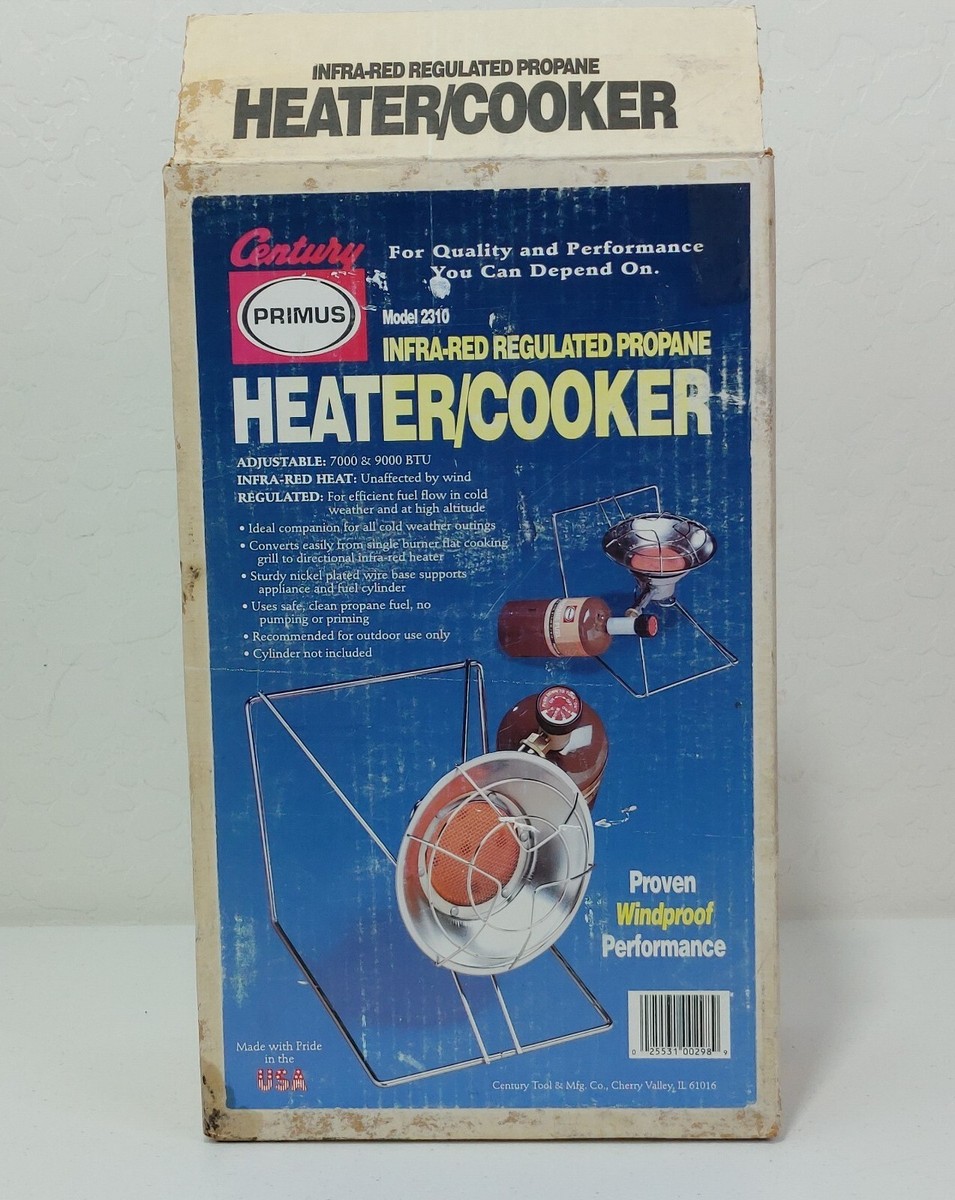 INFRA-RED REGULATED PROPANE
HEATER/COOKER
Century
PRIMUS
For Quality and Performance
You Can Depend On.
Model 2310
INFRA-RED REGULATED PROPANE
HEATER/COOKER
ADJUSTABLE: 7000 & 9000 BTU
INFRA-RED HEAT: Unaffected by wind
REGULATED: For efficient fuel flow in cold
weather and at high altitude
• Ideal companion for all cold weather outings
• Converts easily from single burner flat cooking
grill to directional infra-red heater
• Sturdy nickel plated wire base supports
appliance and fuel cylinder
• Uses safe, clean propane fuel, no
pumping or priming
• Recommended for outdoor use only
• Cylinder not included
Proven
Windproof
Performance
0 25531 00298 9
Made with Pride
in the
USA
Century Tool & Mfg. Co., Cherry Valley, IL 61016